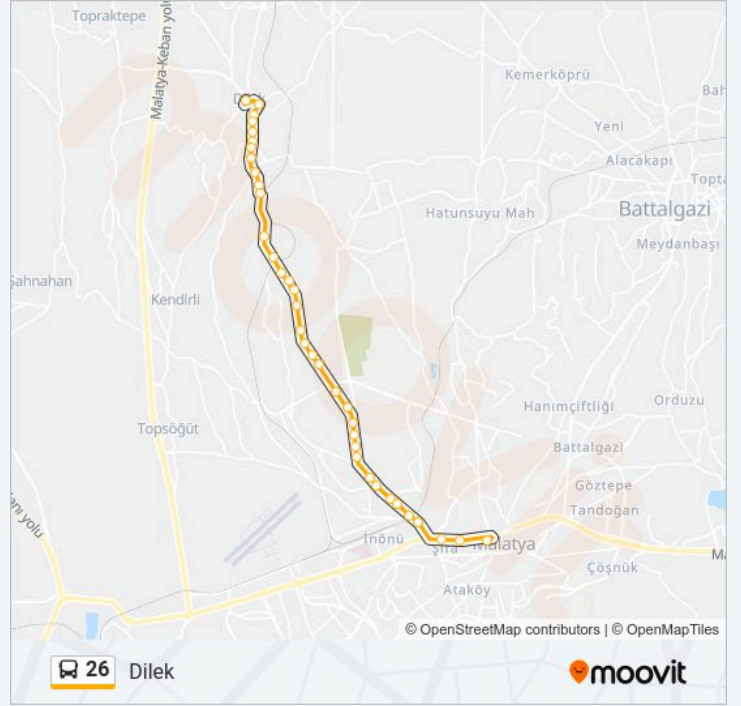 Topraktepe
Malatya-Keban yolu
Kemerköprü
Yeni
Alacakapı
Battalgazi
Hatunsuyu Mah
Meydanbaşı
Şahnahan
Kendirli
Orduzu
Hanımçiftliği
Topsöğüt
Battalgazi
Göztepe
Tandoğan
İnönü
Şifa
Malatya
Çöşnük
Ataköy
© OpenStreetMap contributors | © OpenMapTiles
26 Dilek
moovit